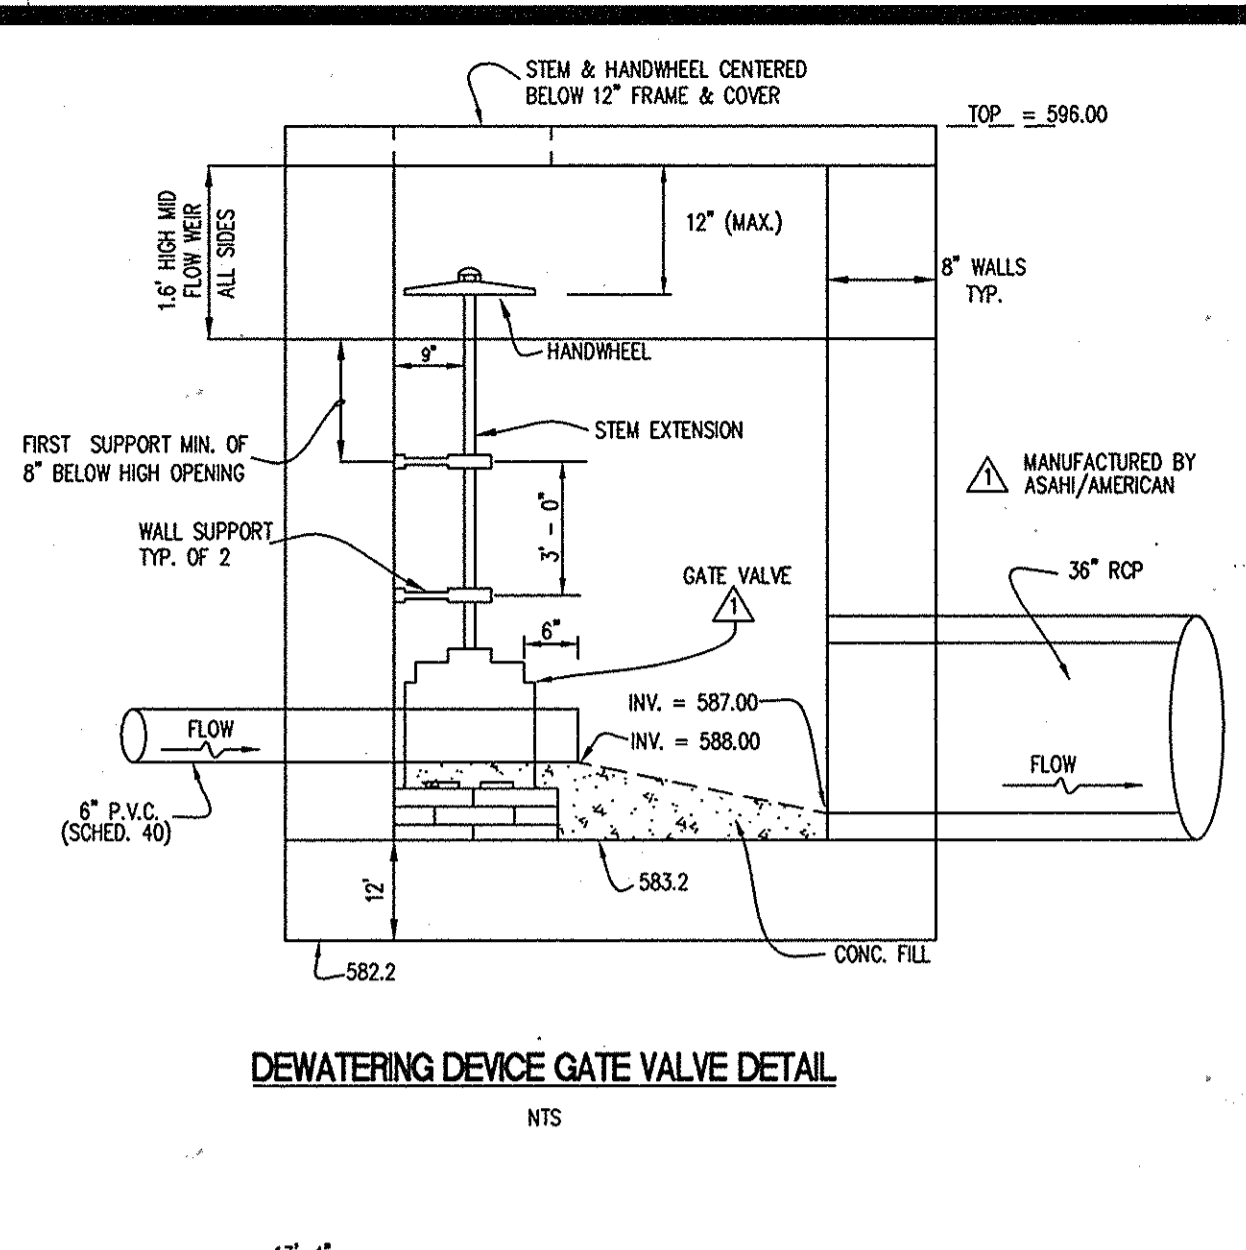 STEM & HANDWHEEL CENTERED
BELOW 12" FRAME & COVER
TOP = 596.00
1.6' HIGH MID
FLOW WEIR
ALL SIDES
12" (MAX.)
8" WALLS
TYP.
HANDWHEEL
9"
STEM EXTENSION
FIRST SUPPORT MIN. OF
8" BELOW HIGH OPENING
1 MANUFACTURED BY
ASAHI/AMERICAN
WALL SUPPORT
TYP. OF 2
3' - 0"
GATE VALVE
1
36" RCP
6"
INV. = 587.00
INV. = 588.00
FLOW
FLOW
6" P.V.C.
(SCHED. 40)
12'
583.2
CONC. FILL
582.2
DEWATERING DEVICE GATE VALVE DETAIL
NTS